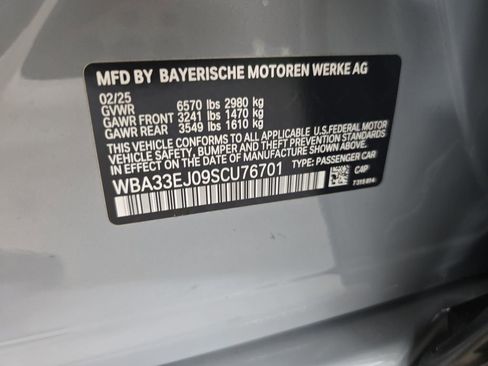 MFD BY BAYERISCHE MOTOREN WERKE AG
02/25
GVWR 6570 lbs 2980 kg
GAWR FRONT 3241 lbs 1470 kg
GAWR REAR 3549 lbs 1610 kg
THIS VEHICLE CONFORMS TO ALL APPLICABLE U.S.FEDERAL MOTOR
VEHICLE SAFETY, BUMPER AND THEFT PREVENTION STANDARDS
IN EFFECT ON THE DATE OF MANUFACTURE SHOWN ABOVE.
WBA33EJ09SCU76701 TYPE: PASSENGER CAR
C4P